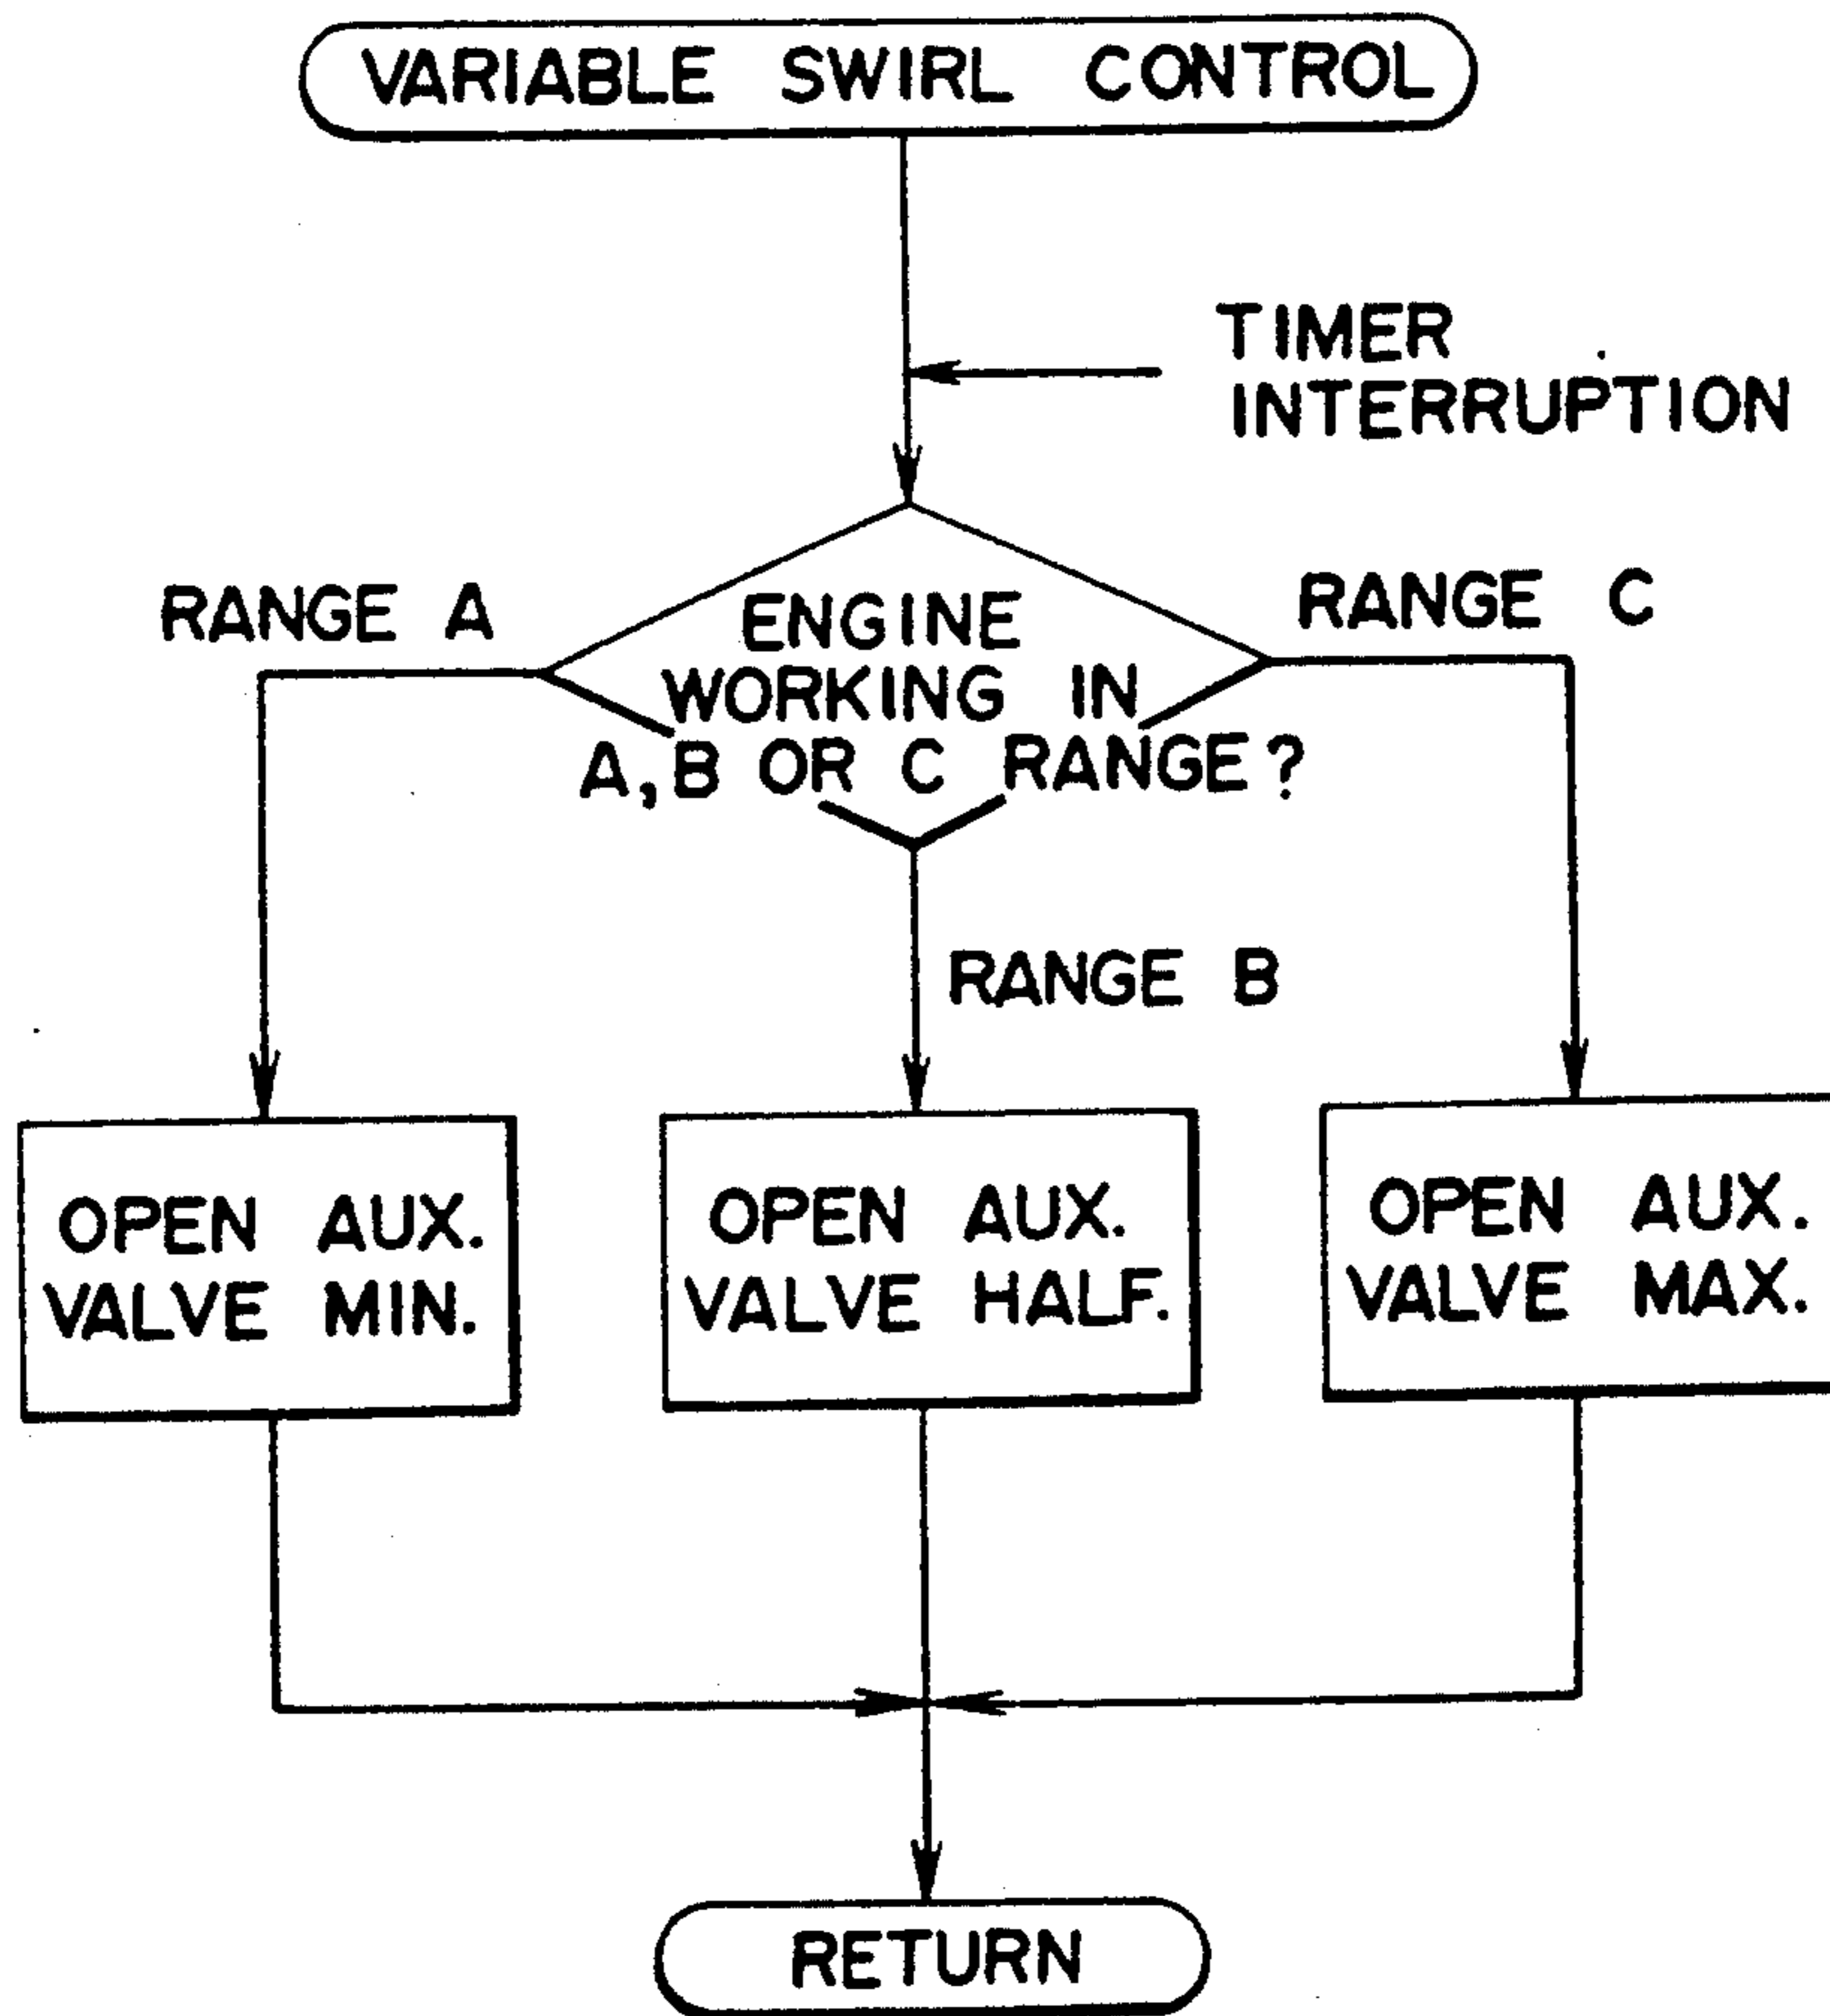 VARIABLE SWIRL CONTROL
TIMER
INTERRUPTION
RANGE A
ENGINE
WORKING IN
A, B OR C RANGE?
RANGE C
RANGE B
OPEN AUX.
VALVE MIN.
OPEN AUX.
VALVE HALF.
OPEN AUX.
VALVE MAX.
RETURN